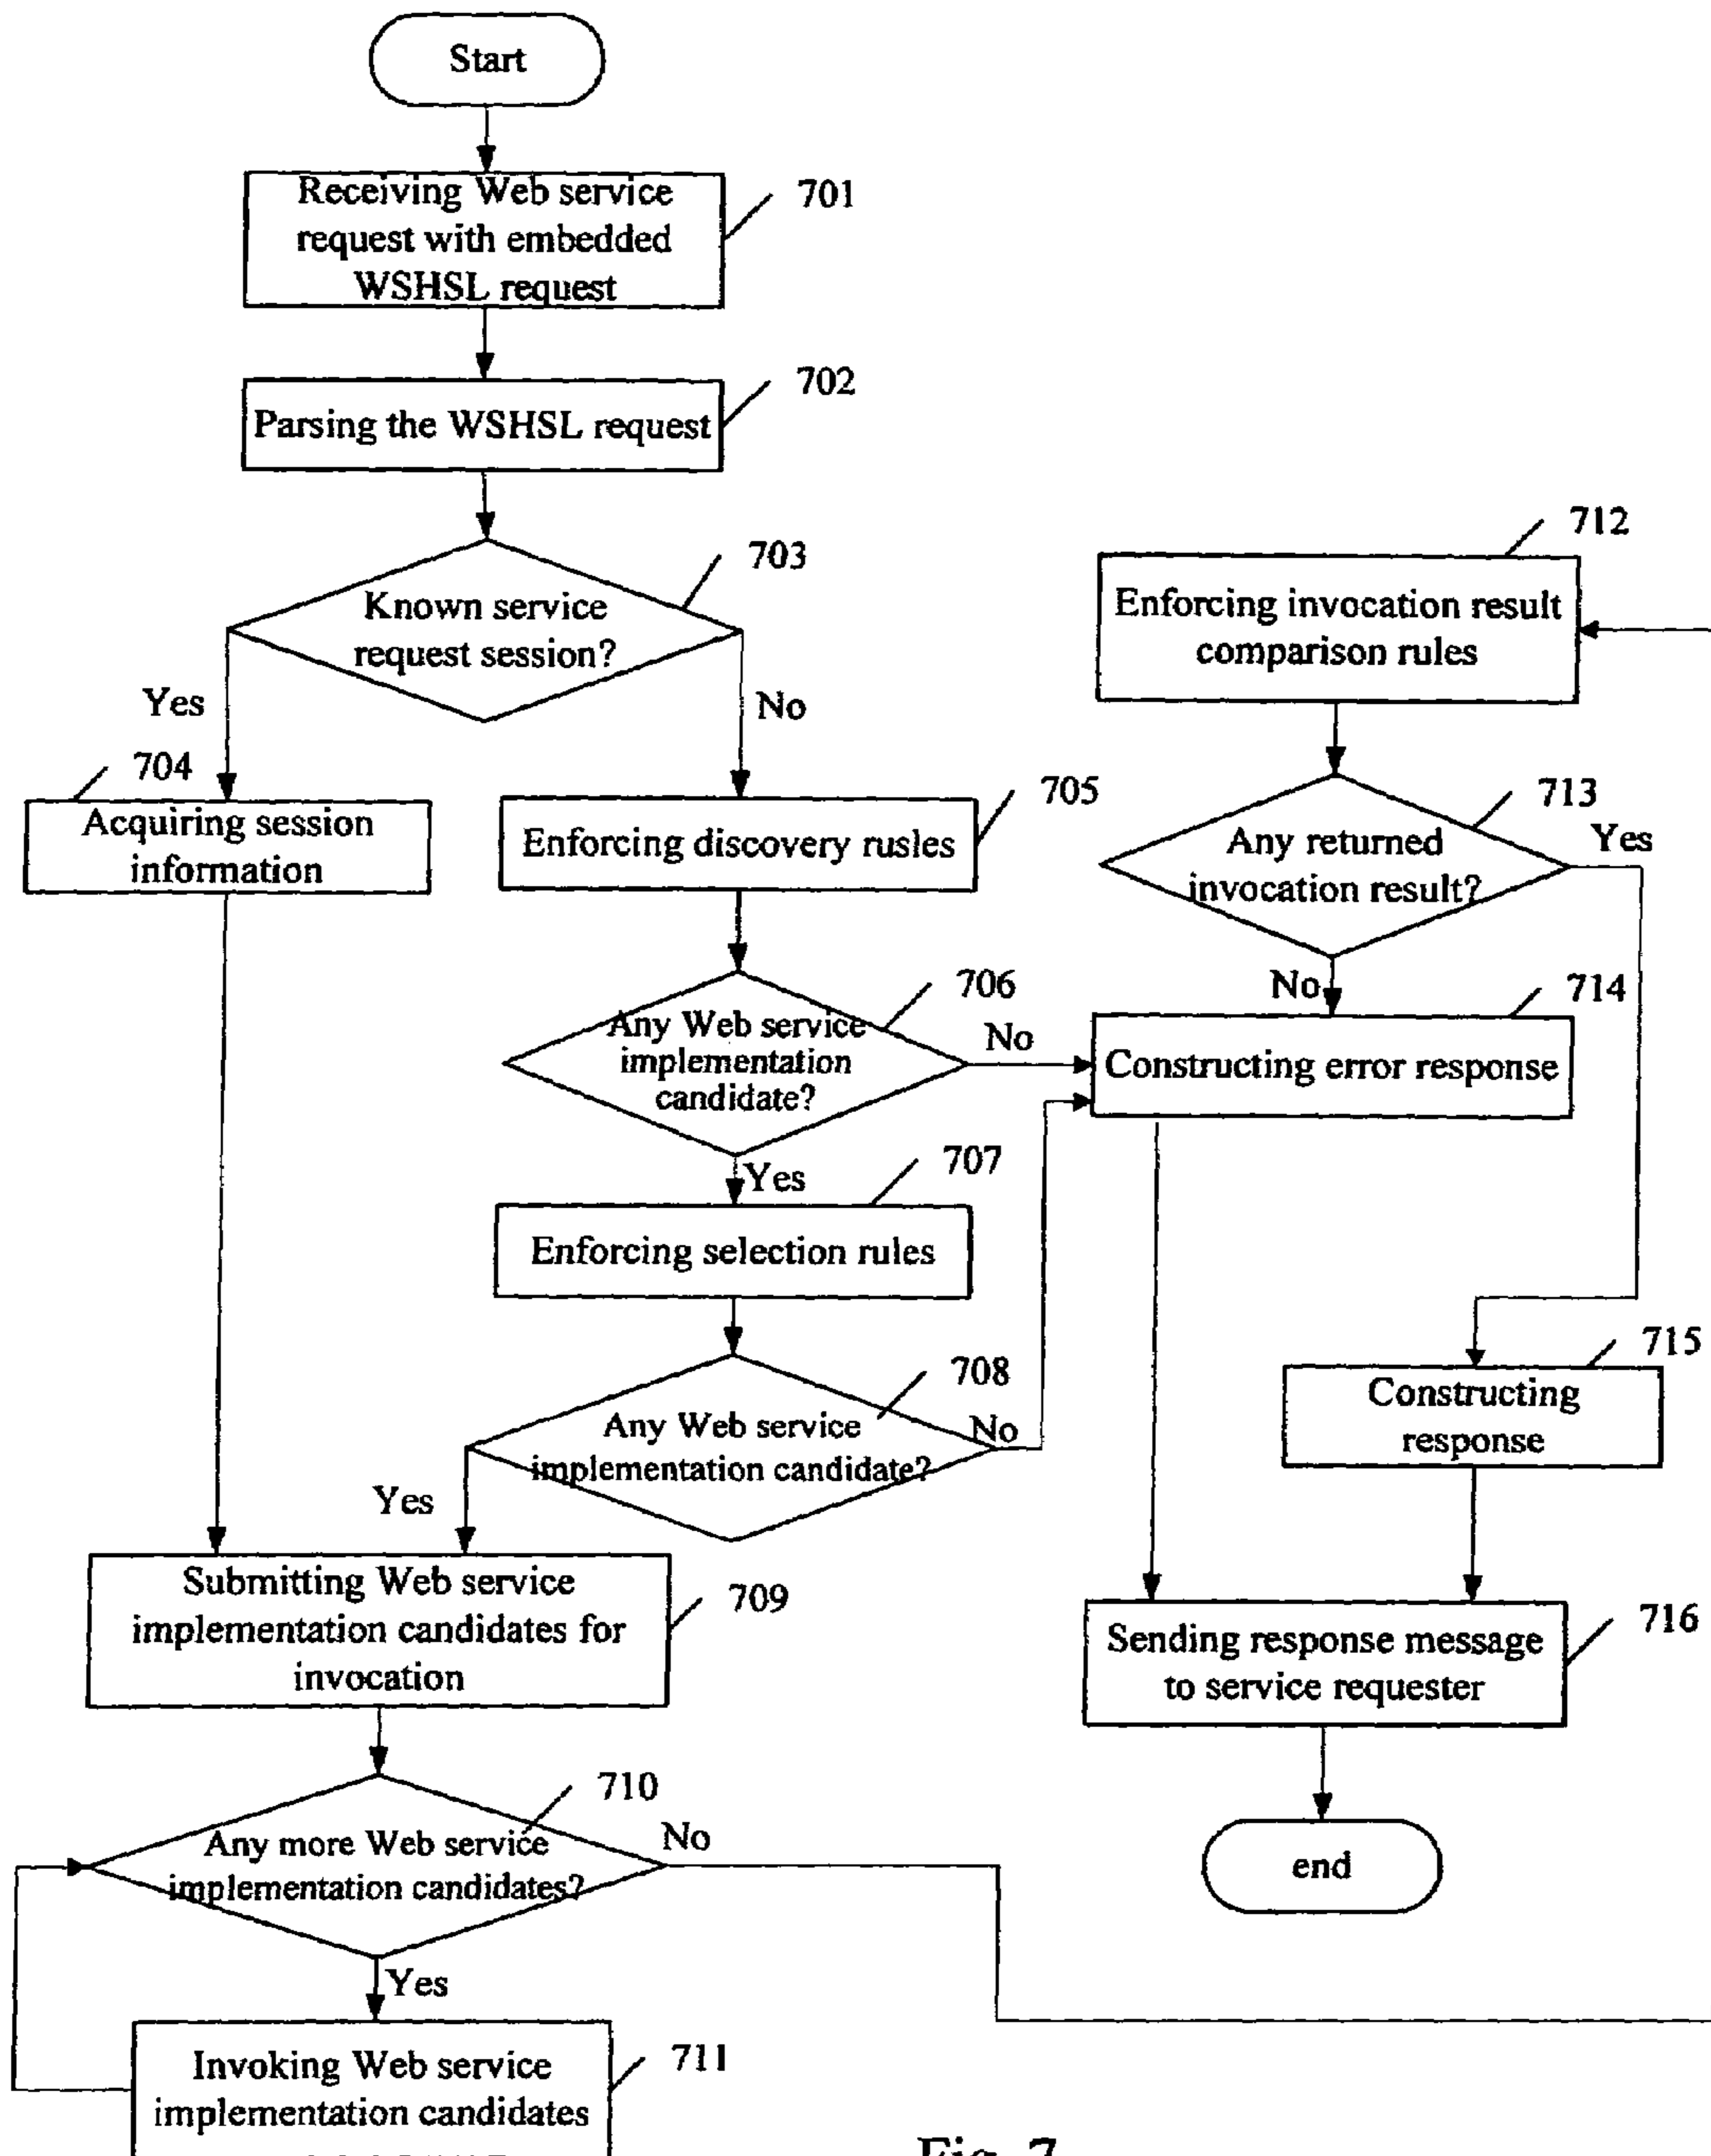 Start
Receiving Web service
request with embedded
WSHSL request
701
Parsing the WSHSL request
702
Known service
request session?
703
Yes
No
704
Acquiring session
information
Enforcing discovery rusles
705
Any Web service
implementation
candidate?
706
No
Yes
707
Enforcing selection rules
Any Web service
implementation candidate?
708
No
Yes
Submitting Web service
implementation candidates for
invocation
709
Any more Web service
implementation candidates?
710
No
Yes
Invoking Web service
implementation candidates
711
712
Enforcing invocation result
comparison rules
Any returned
invocation result?
713
Yes
No
714
Constructing error response
715
Constructing
response
Sending response message
to service requester
716
end
Fig. 7